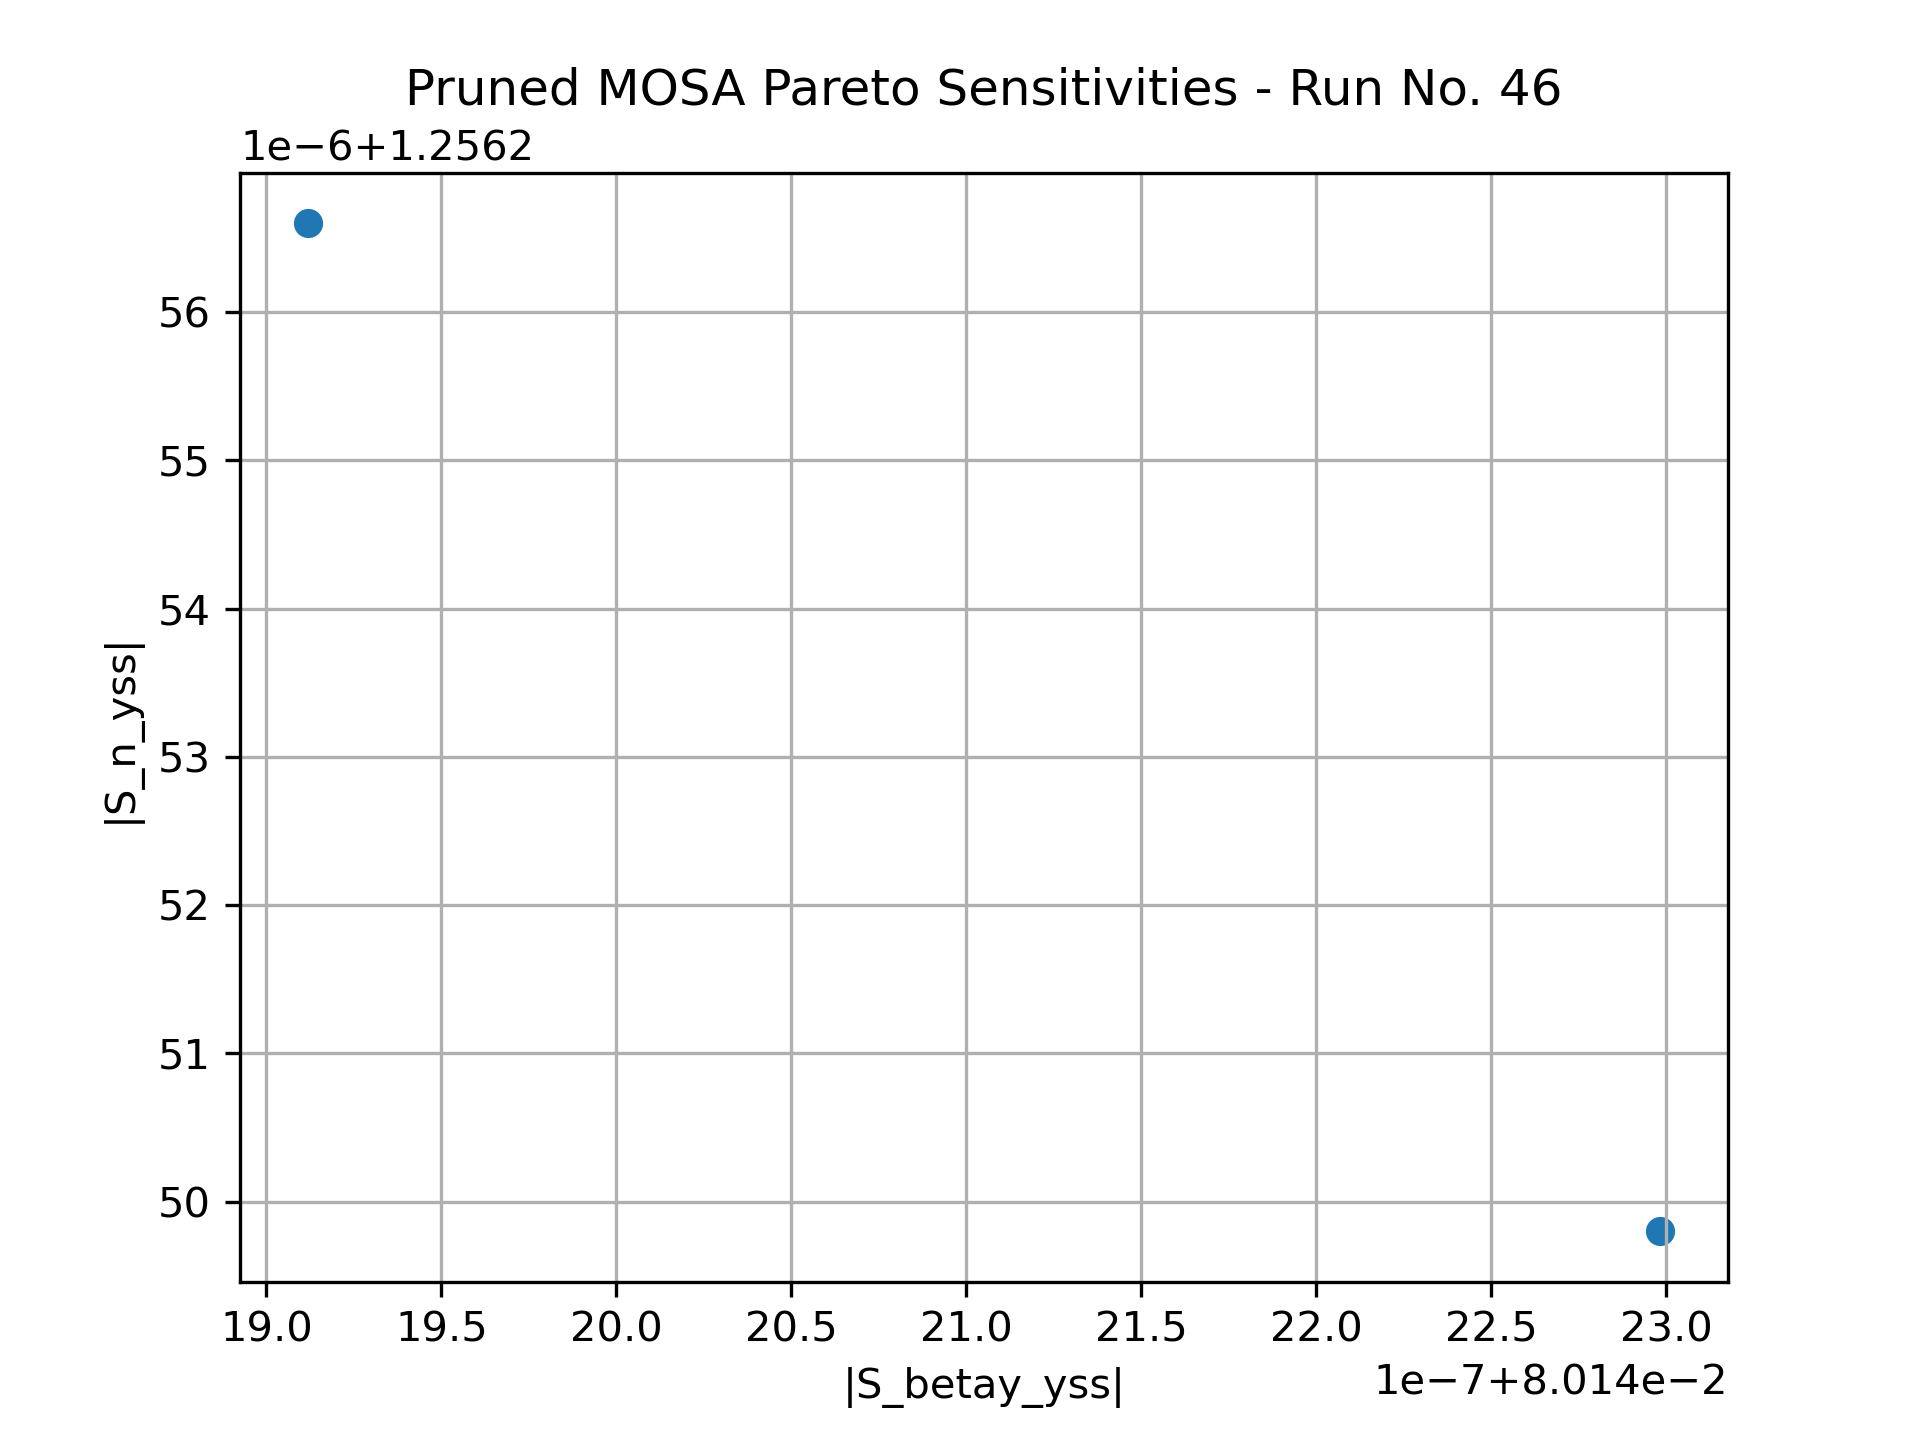 Pruned MOSA Pareto Sensitivities - Run No. 46
1e−6+1.2562
56
55
54
53
52
51
50
|S_n_yss|
19.0 19.5 20.0 20.5 21.0 21.5 22.0 22.5 23.0
|S_betay_yss|
1e−7+8.014e−2